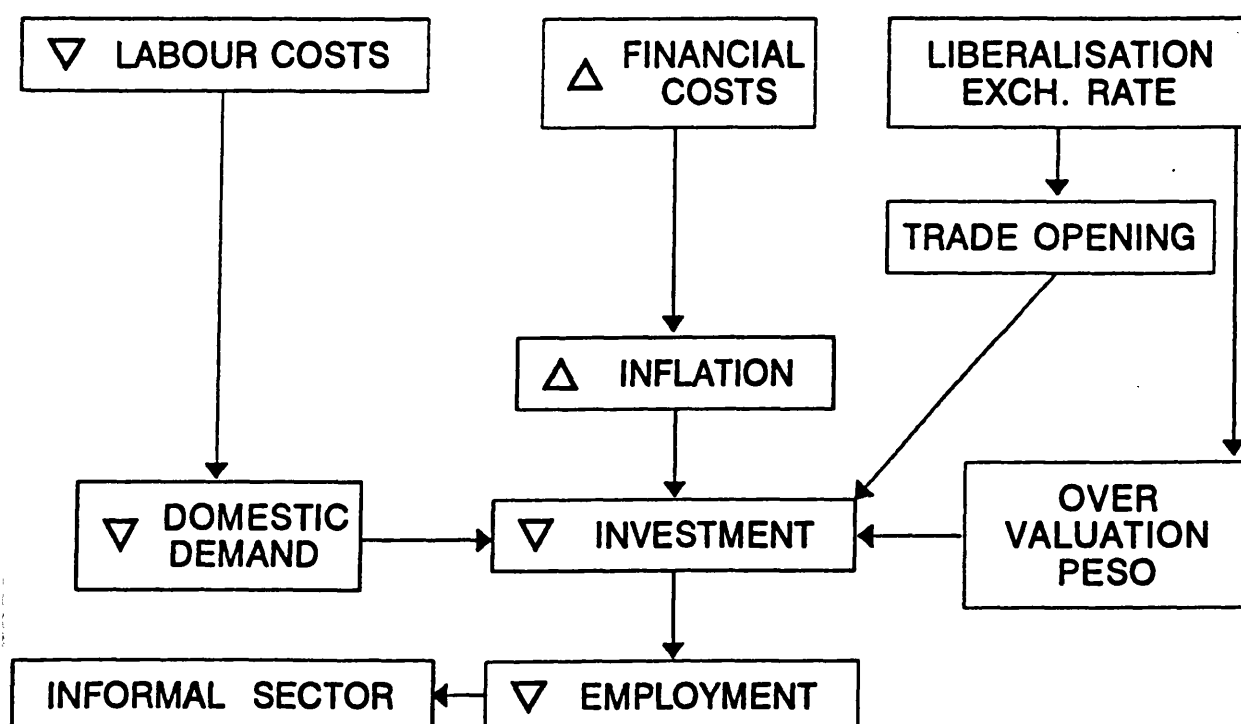 ▽ LABOUR COSTS
△ FINANCIAL
COSTS
LIBERALISATION
EXCH. RATE
TRADE OPENING
△ INFLATION
▽ DOMESTIC
DEMAND
▽ INVESTMENT
OVER
VALUATION
PESO
INFORMAL SECTOR
▽ EMPLOYMENT